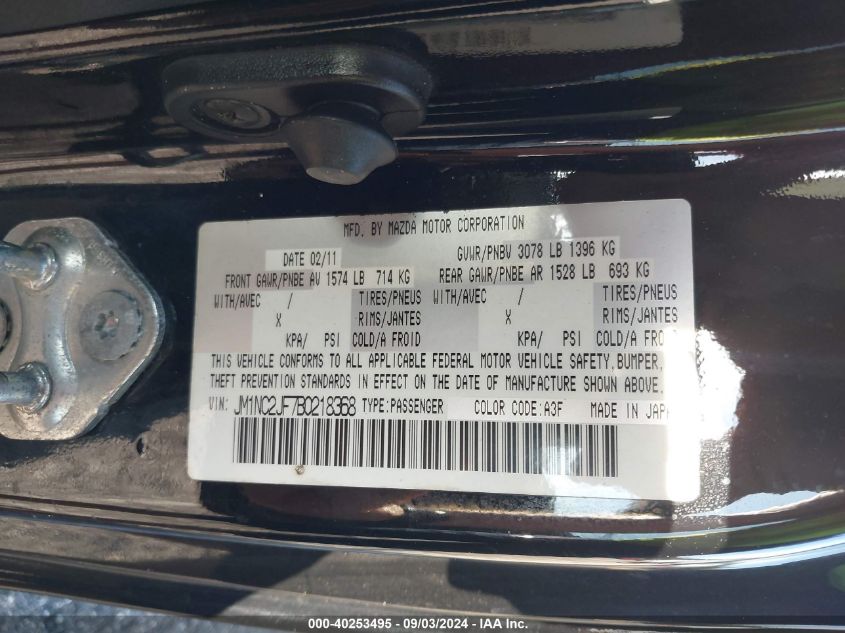 MFD. BY MAZDA MOTOR CORPORATION
DATE 02/11 GVWR/PNBV 3078 LB 1396 KG
FRONT GAWR/PNBE AV 1574 LB 714 KG REAR GAWR/PNBE AR 1528 LB 693 KG
WITH/AVEC / TIRES/PNEUS WITH/AVEC / TIRES/PNEUS
X RIMS/JANTES X RIMS/JANTES
KPA/ PSI COLD/A FROID KPA/ PSI COLD/A FROID
THIS VEHICLE CONFORMS TO ALL APPLICABLE FEDERAL MOTOR VEHICLE SAFETY, BUMPER,
THEFT PREVENTION STANDARDS IN EFFECT ON THE DATE OF MANUFACTURE SHOWN ABOVE.
VIN: JM1NC2JF7B0218368 TYPE:PASSENGER COLOR CODE:A3F MADE IN JAPA
000-40253495 - 09/03/2024 - IAA Inc.